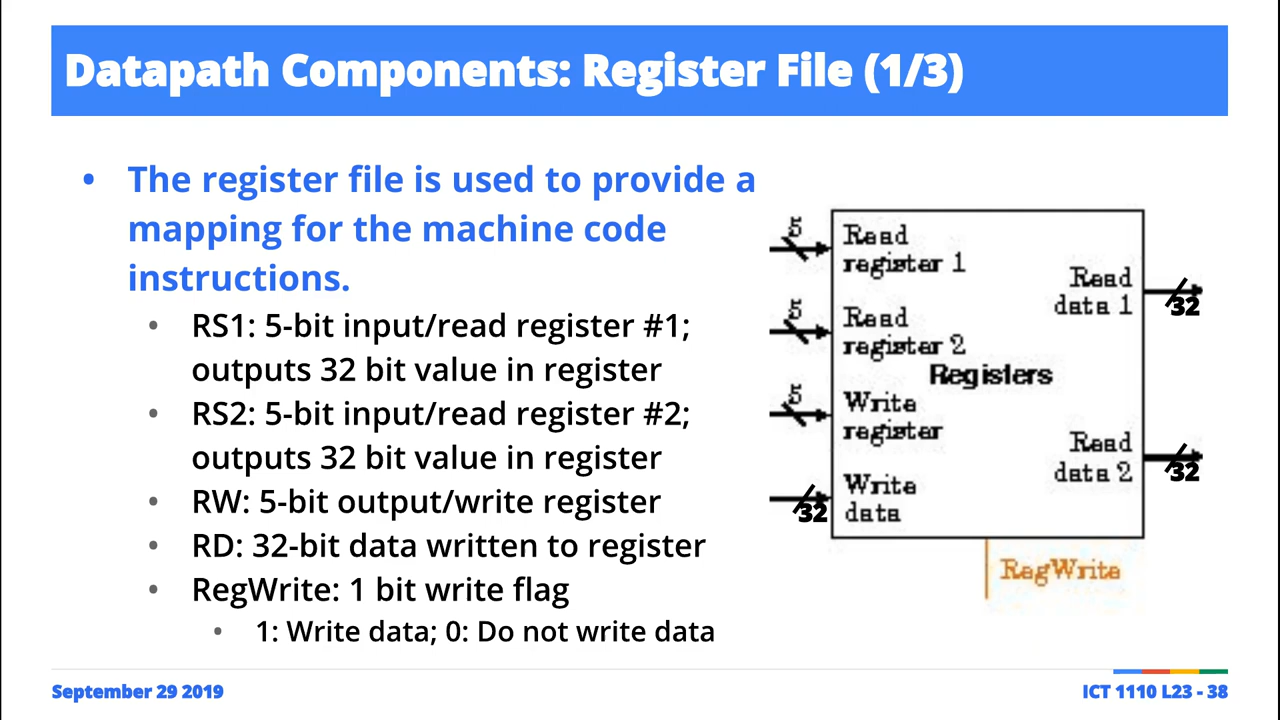 Datapath Components: Register File (1/3)
• The register file is used to provide a
mapping for the machine code
instructions.
• RS1: 5-bit input/read register #1;
outputs 32 bit value in register
• RS2: 5-bit input/read register #2;
outputs 32 bit value in register
• RW: 5-bit output/write register
• RD: 32-bit data written to register
• RegWrite: 1 bit write flag
• 1: Write data; 0: Do not write data
5
Read
register 1
5
Read
register 2
5
Write
register
32
Write
data
Registers
Read
data 1
32
Read
data 2
32
RegWrite
September 29 2019
ICT 1110 L23 - 38